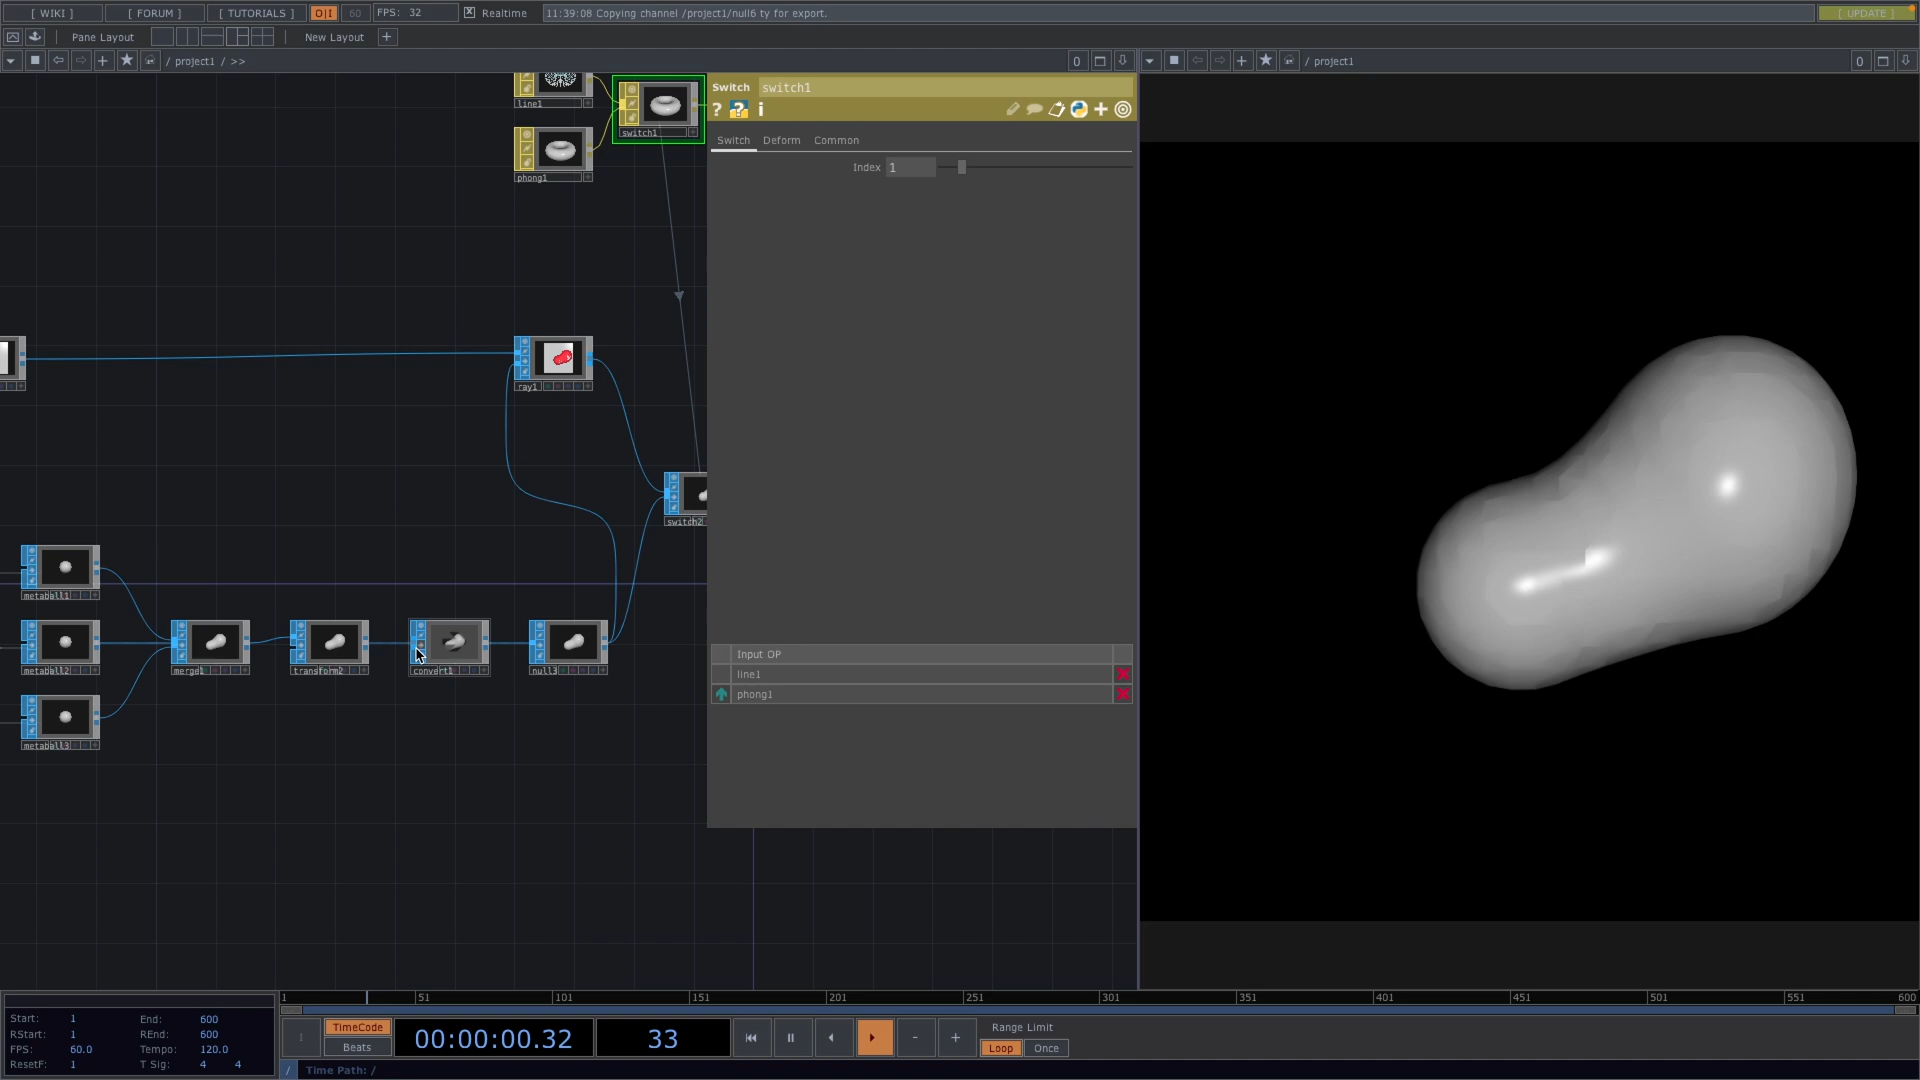 [ WIKI ] [ FORUM ] [ TUTORIALS ] O|I 60 FPS: 32 Realtime 11:39:08 Copying channel /project1/null6 ty for export. [ UPDATE ]
Pane Layout New Layout +
/ project1 / >> 0 / project1 0
line1
switch1
phong1
Switch switch1
? ? i
Switch Deform Common
Index 1
ray1
switch2
metaball1
metaball2 merge1 transform2 convert1 null3
metaball3
Input OP
line1
phong1
1 51 101 151 201 251 301 351 401 451 501 551 600
Start: 1 End: 600
RStart: 1 REnd: 600
FPS: 60.0 Tempo: 120.0
ResetF: 1 T Sig: 4 4
1 TimeCode 00:00:00.32 33 - + Range Limit
Beats Loop Once
/ Time Path: /